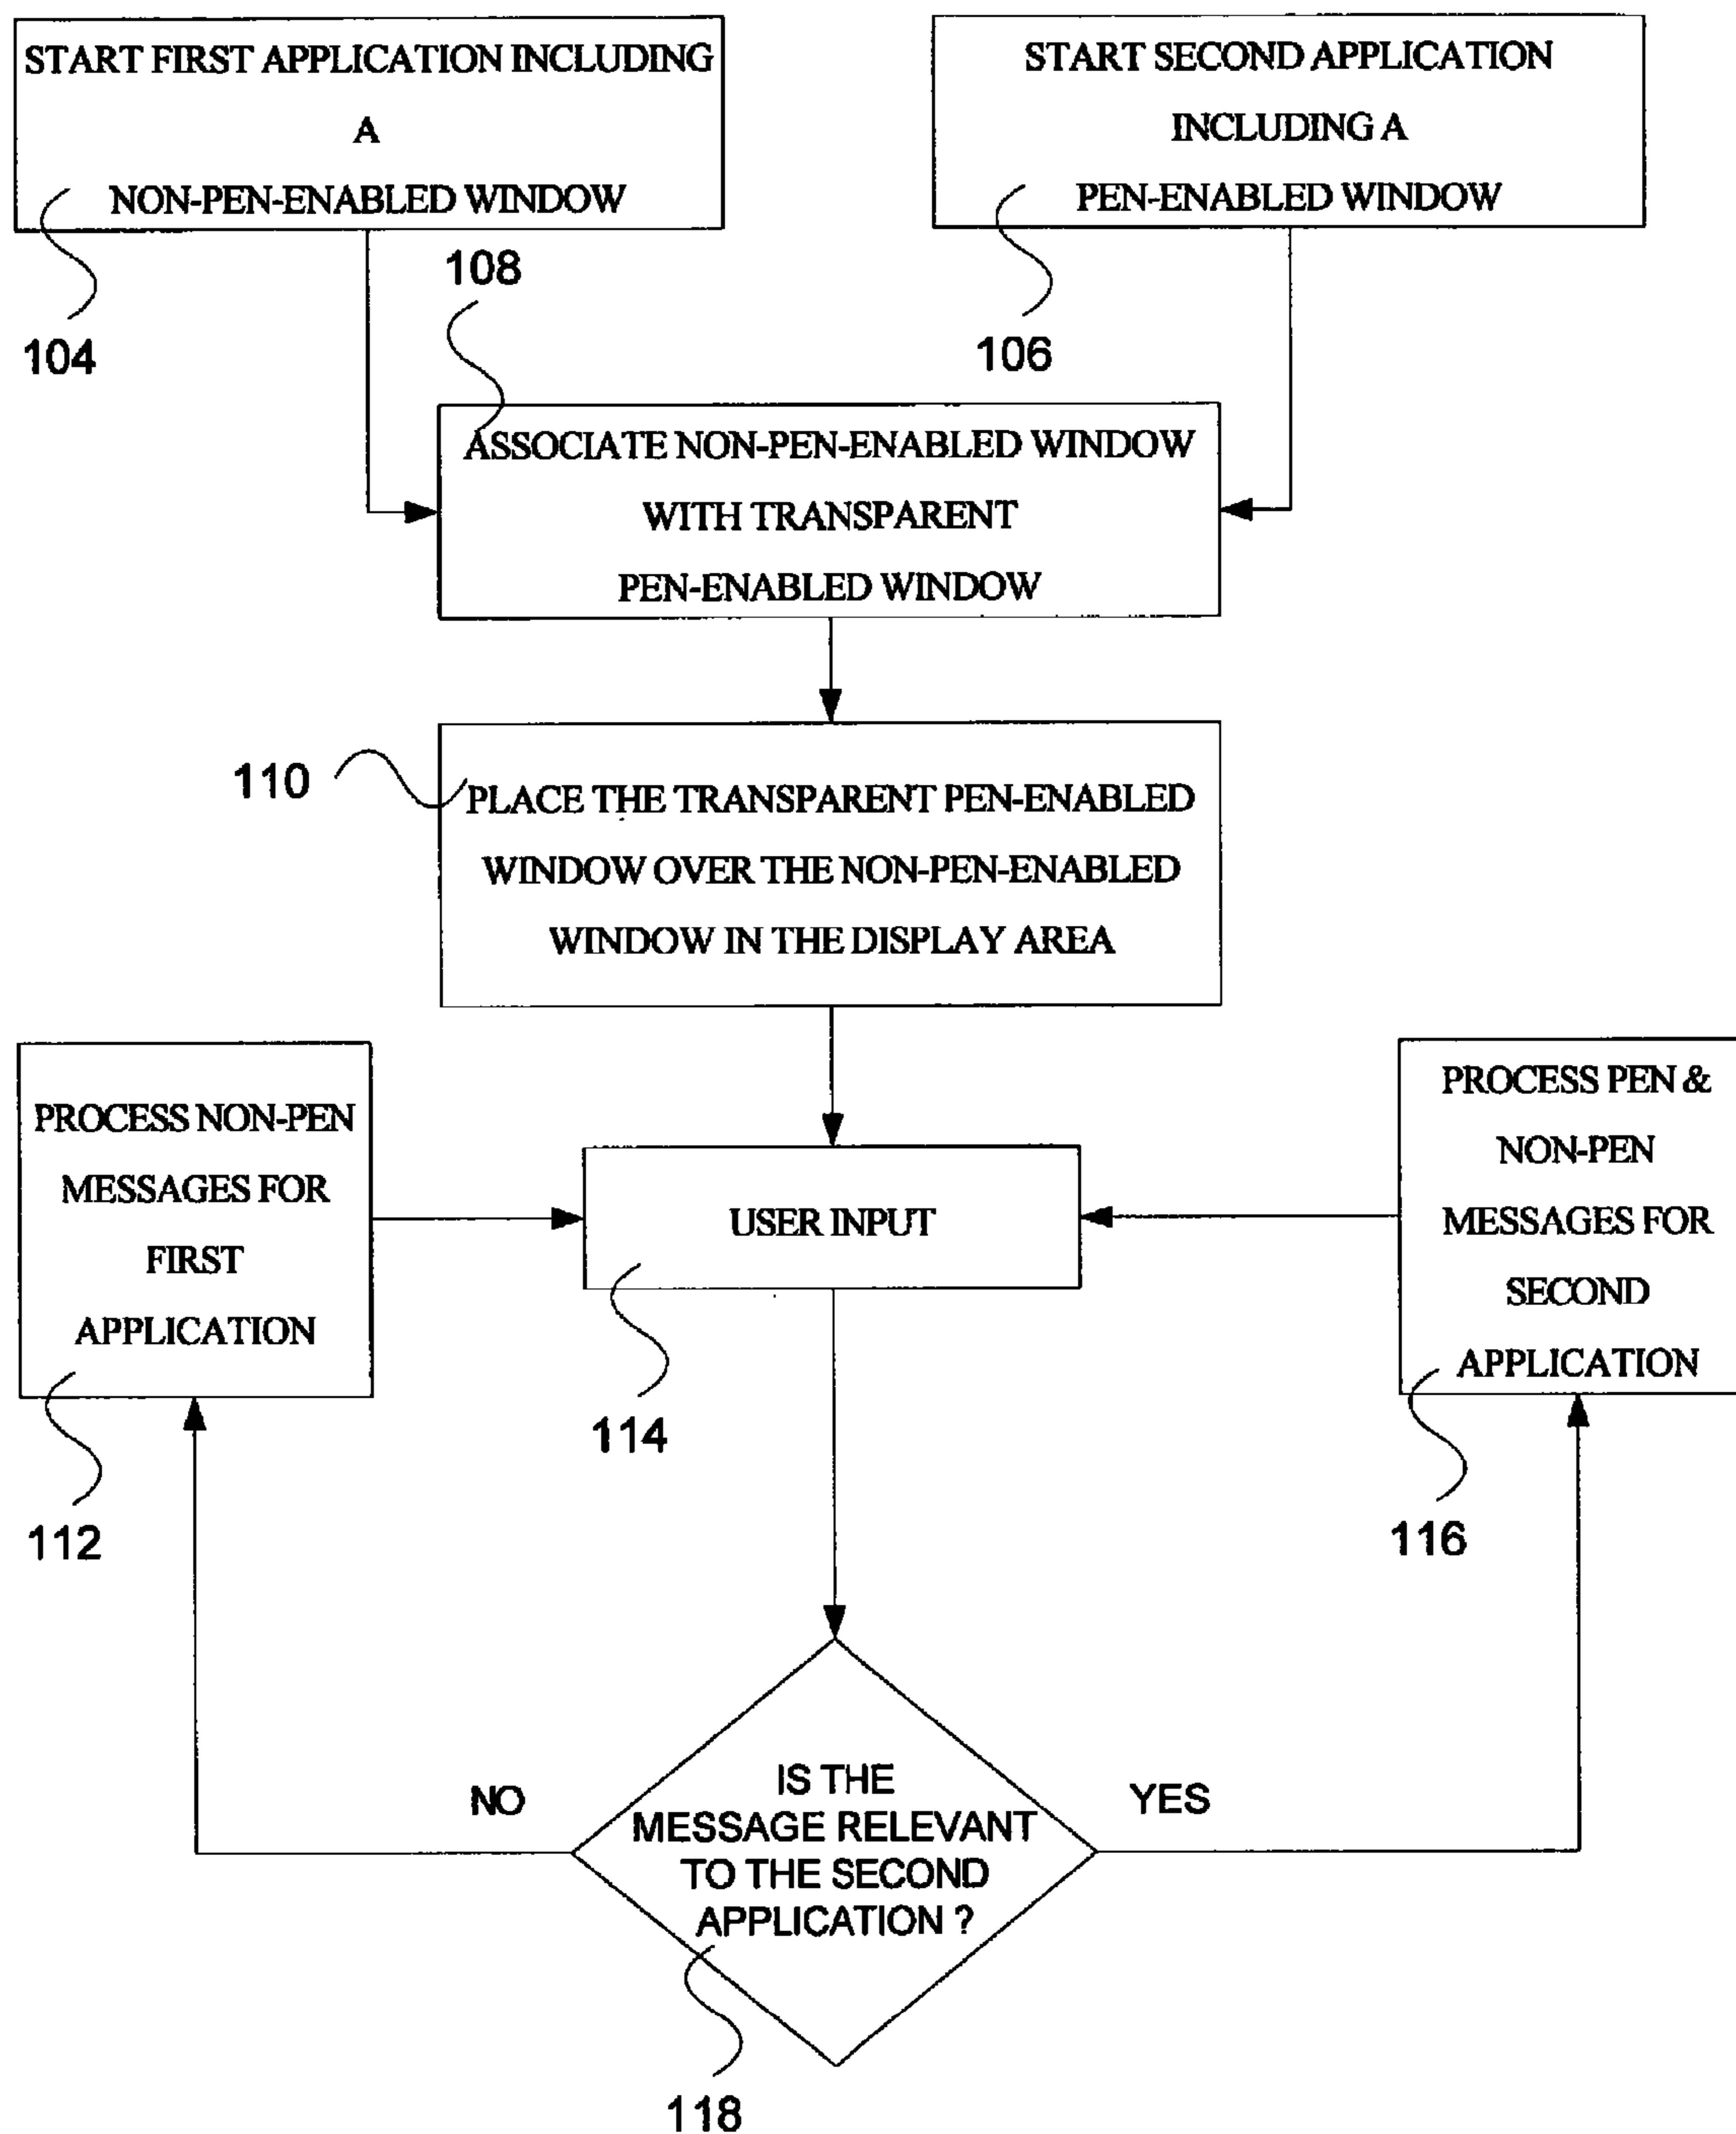 START FIRST APPLICATION INCLUDING
A
NON-PEN-ENABLED WINDOW
104
START SECOND APPLICATION
INCLUDING A
PEN-ENABLED WINDOW
106
108
ASSOCIATE NON-PEN-ENABLED WINDOW
WITH TRANSPARENT
PEN-ENABLED WINDOW
110
PLACE THE TRANSPARENT PEN-ENABLED
WINDOW OVER THE NON-PEN-ENABLED
WINDOW IN THE DISPLAY AREA
PROCESS NON-PEN
MESSAGES FOR
FIRST
APPLICATION
112
USER INPUT
114
PROCESS PEN &
NON-PEN
MESSAGES FOR
SECOND
APPLICATION
116
NO
IS THE
MESSAGE RELEVANT
TO THE SECOND
APPLICATION ?
YES
118